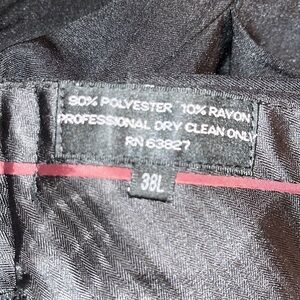 90% POLYESTER 10% RAYON
PROFESSIONAL DRY CLEAN ONLY
RN 63827
38L